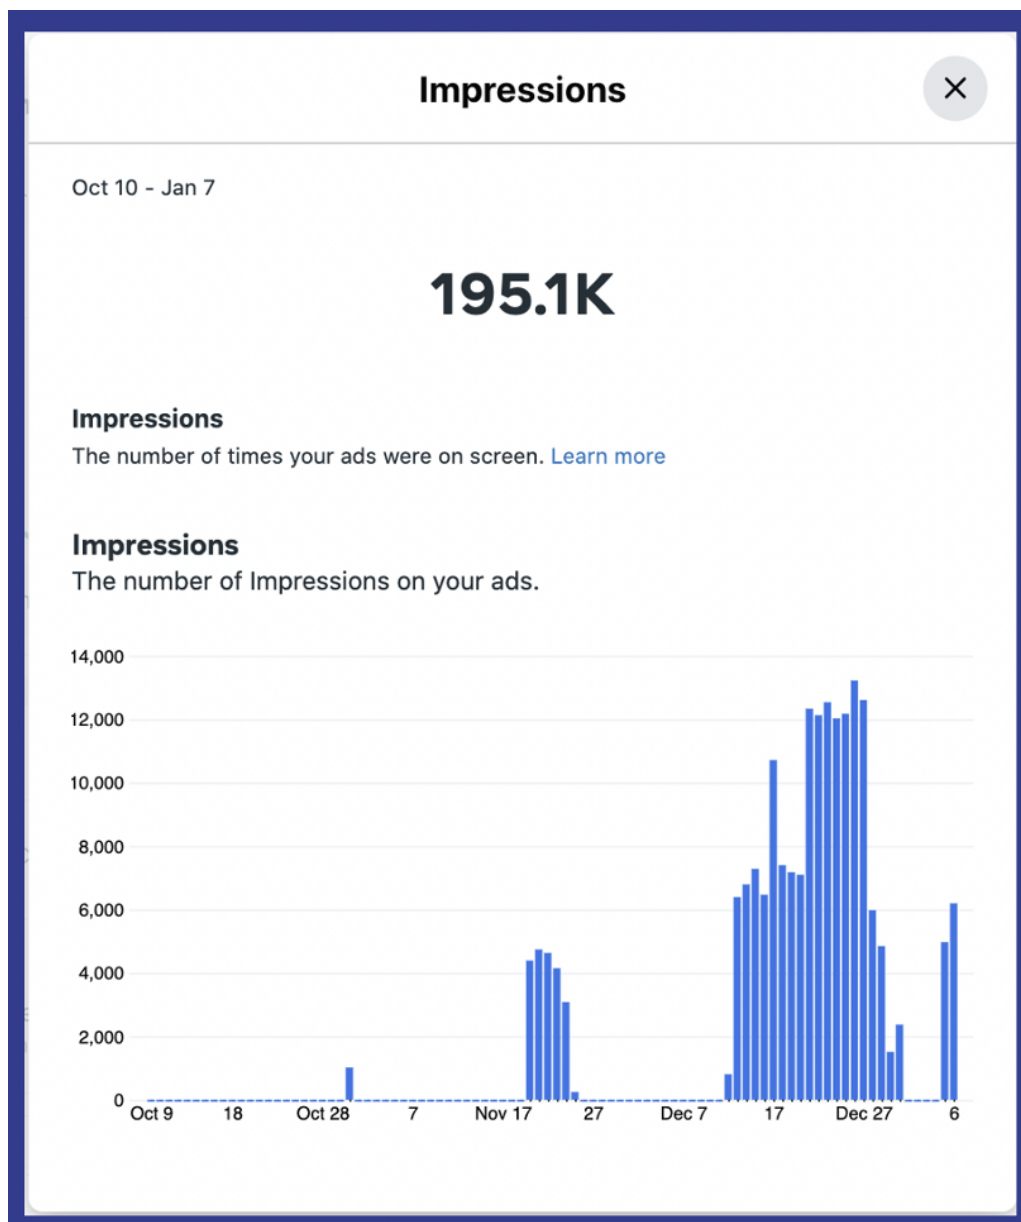 Impressions
Oct 10 - Jan 7
195.1K
Impressions
The number of times your ads were on screen. Learn more
Impressions
The number of Impressions on your ads.
14,000
12,000
10,000
8,000
6,000
4,000
2,000
0
Oct 9 18 Oct 28 7 Nov 17 27 Dec 7 17 Dec 27 6